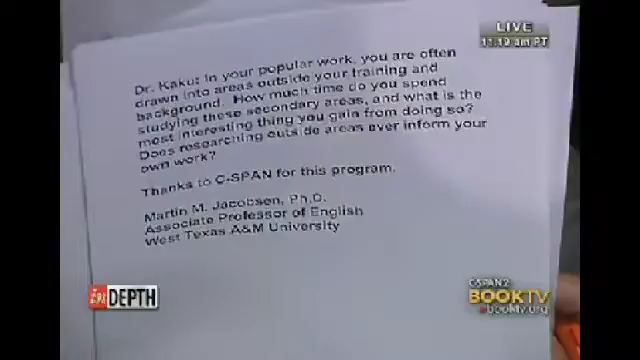 LIVE
11:19 am PT
Dr. Kaku: In your popular work, you are often
drawn into areas outside your training and
background. How much time do you spend
studying these secondary areas, and what is the
most interesting thing you gain from doing so?
Does researching outside areas ever inform your
own work?
Thanks to C-SPAN for this program.
Martin M. Jacobsen, Ph.D.
Associate Professor of English
West Texas A&M University
DEPTH
CSPAN2
BOOKTV
booktv.org